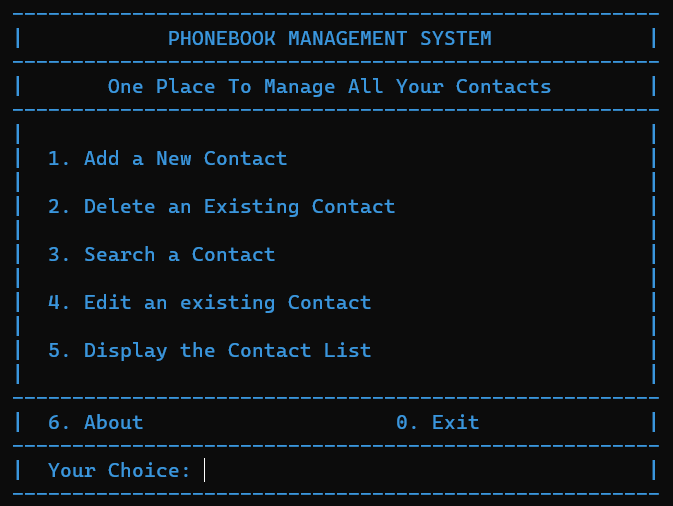 PHONEBOOK MANAGEMENT SYSTEM
One Place To Manage All Your Contacts
1. Add a New Contact
2. Delete an Existing Contact
3. Search a Contact
4. Edit an existing Contact
5. Display the Contact List
6. About 0. Exit
Your Choice: